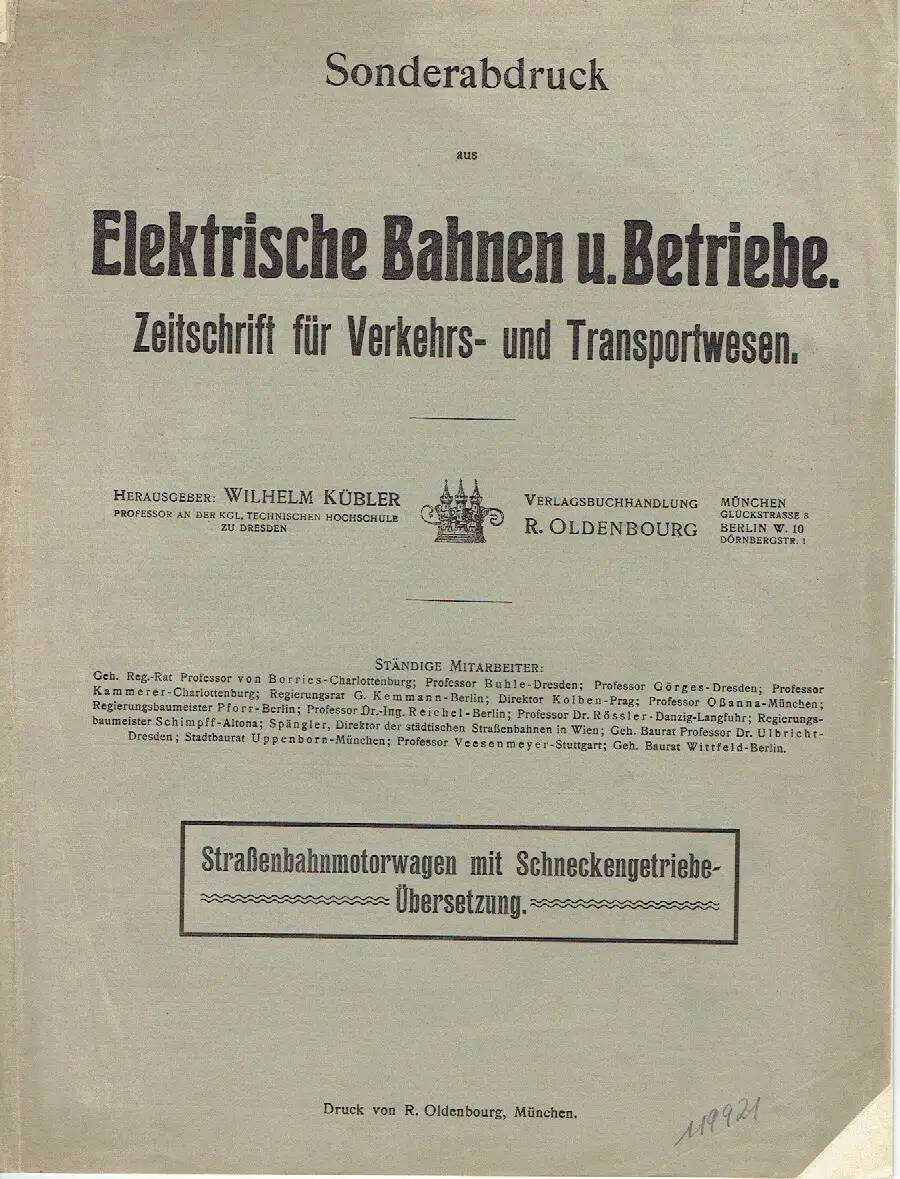 Sonderabdruck
aus
Elektrische Bahnen u. Betriebe.
Zeitschrift für Verkehrs- und Transportwesen.
HERAUSGEBER: WILHELM KÜBLER
PROFESSOR AN DER KGL. TECHNISCHEN HOCHSCHULE
ZU DRESDEN
VERLAGSBUCHHANDLUNG
R. OLDENBOURG
MÜNCHEN
GLÜCKSTRASSE 8
BERLIN W. 10
DÖRNBERGSTR. 1
STÄNDIGE MITARBEITER:
Geh. Reg.-Rat Professor von Borries-Charlottenburg; Professor Buhle-Dresden; Professor Görges-Dresden; Professor
Kammerer-Charlottenburg; Regierungsrat G. Kemmann-Berlin; Direktor Kolben-Prag; Professor Oßanna-München;
Regierungsbaumeister Pforr-Berlin; Professor Dr.-Ing. Reichel-Berlin; Professor Dr. Rössler-Danzig-Langfuhr; Regierungs-
baumeister Schimpff-Altona; Spängler, Direktor der städtischen Straßenbahnen in Wien; Geh. Baurat Professor Dr. Ulbricht-
Dresden; Stadtbaurat Uppenborn-München; Professor Veesenmeyer-Stuttgart; Geh. Baurat Wittfeld-Berlin.
Straßenbahnmotorwagen mit Schneckengetriebe-
Übersetzung.
Druck von R. Oldenbourg, München.
119921